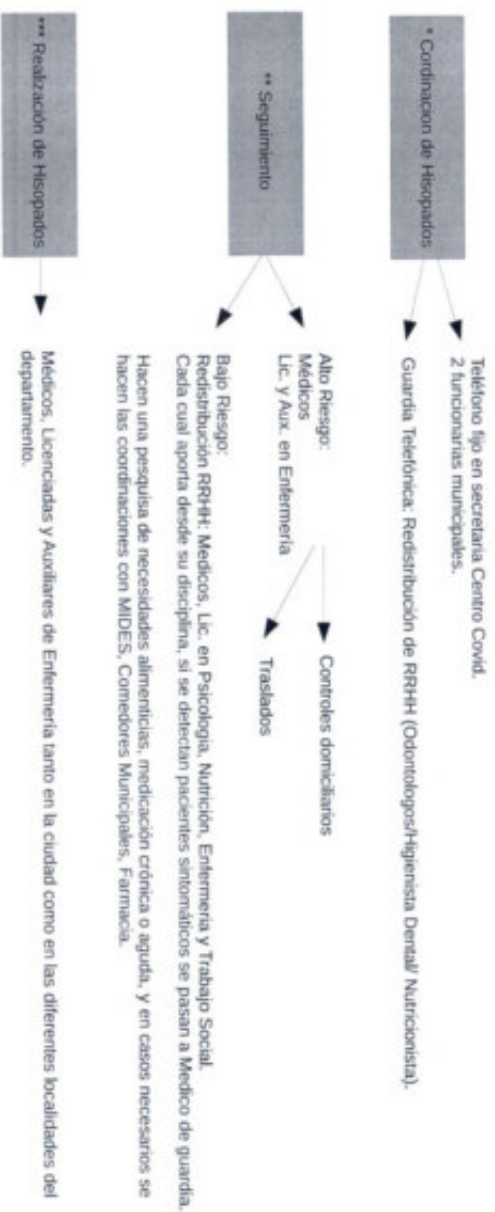 * Cordinacion de Hisopados
Teléfono fijo en secretaria Centro Covid.
2 funcionarias municipales.
Guardia Telefónica: Redistribución de RRHH (Odontologos/Higienista Dental/ Nutricionista).
** Seguimiento
Alto Riesgo:
Médicos
Lic. y Aux. en Enfermería
Controles domiciliarios
Traslados
Bajo Riesgo:
Redistribución RRHH: Medicos, Lic. en Psicologia, Nutrición, Enfermeria y Trabajo Social.
Cada cual aporta desde su disciplina, si se detectan pacientes sintomáticos se pasan a Medico de guardia.
Hacen una pesquisa de necesidades alimenticias, medicación crónica o aguda, y en casos necesarios se
hacen las coordinaciones con MIDES, Comedores Municipales, Farmacia.
*** Realización de Hisopados
Médicos, Licenciadas y Auxiliares de Enfermería tanto en la ciudad como en las diferentes localidades del
departamento.